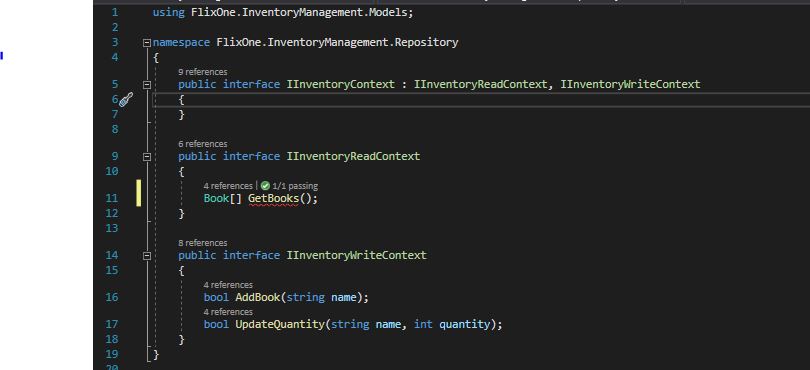 1 using FlixOne.InventoryManagement.Models;
2
3 namespace FlixOne.InventoryManagement.Repository
4 {
9 references
5 public interface IInventoryContext : IInventoryReadContext, IInventoryWriteContext
6 {
7 }
8
6 references
9 public interface IInventoryReadContext
10 {
4 references | 1/1 passing
11 Book[] GetBooks();
12 }
13
8 references
14 public interface IInventoryWriteContext
15 {
4 references
16 bool AddBook(string name);
4 references
17 bool UpdateQuantity(string name, int quantity);
18 }
19 }
20